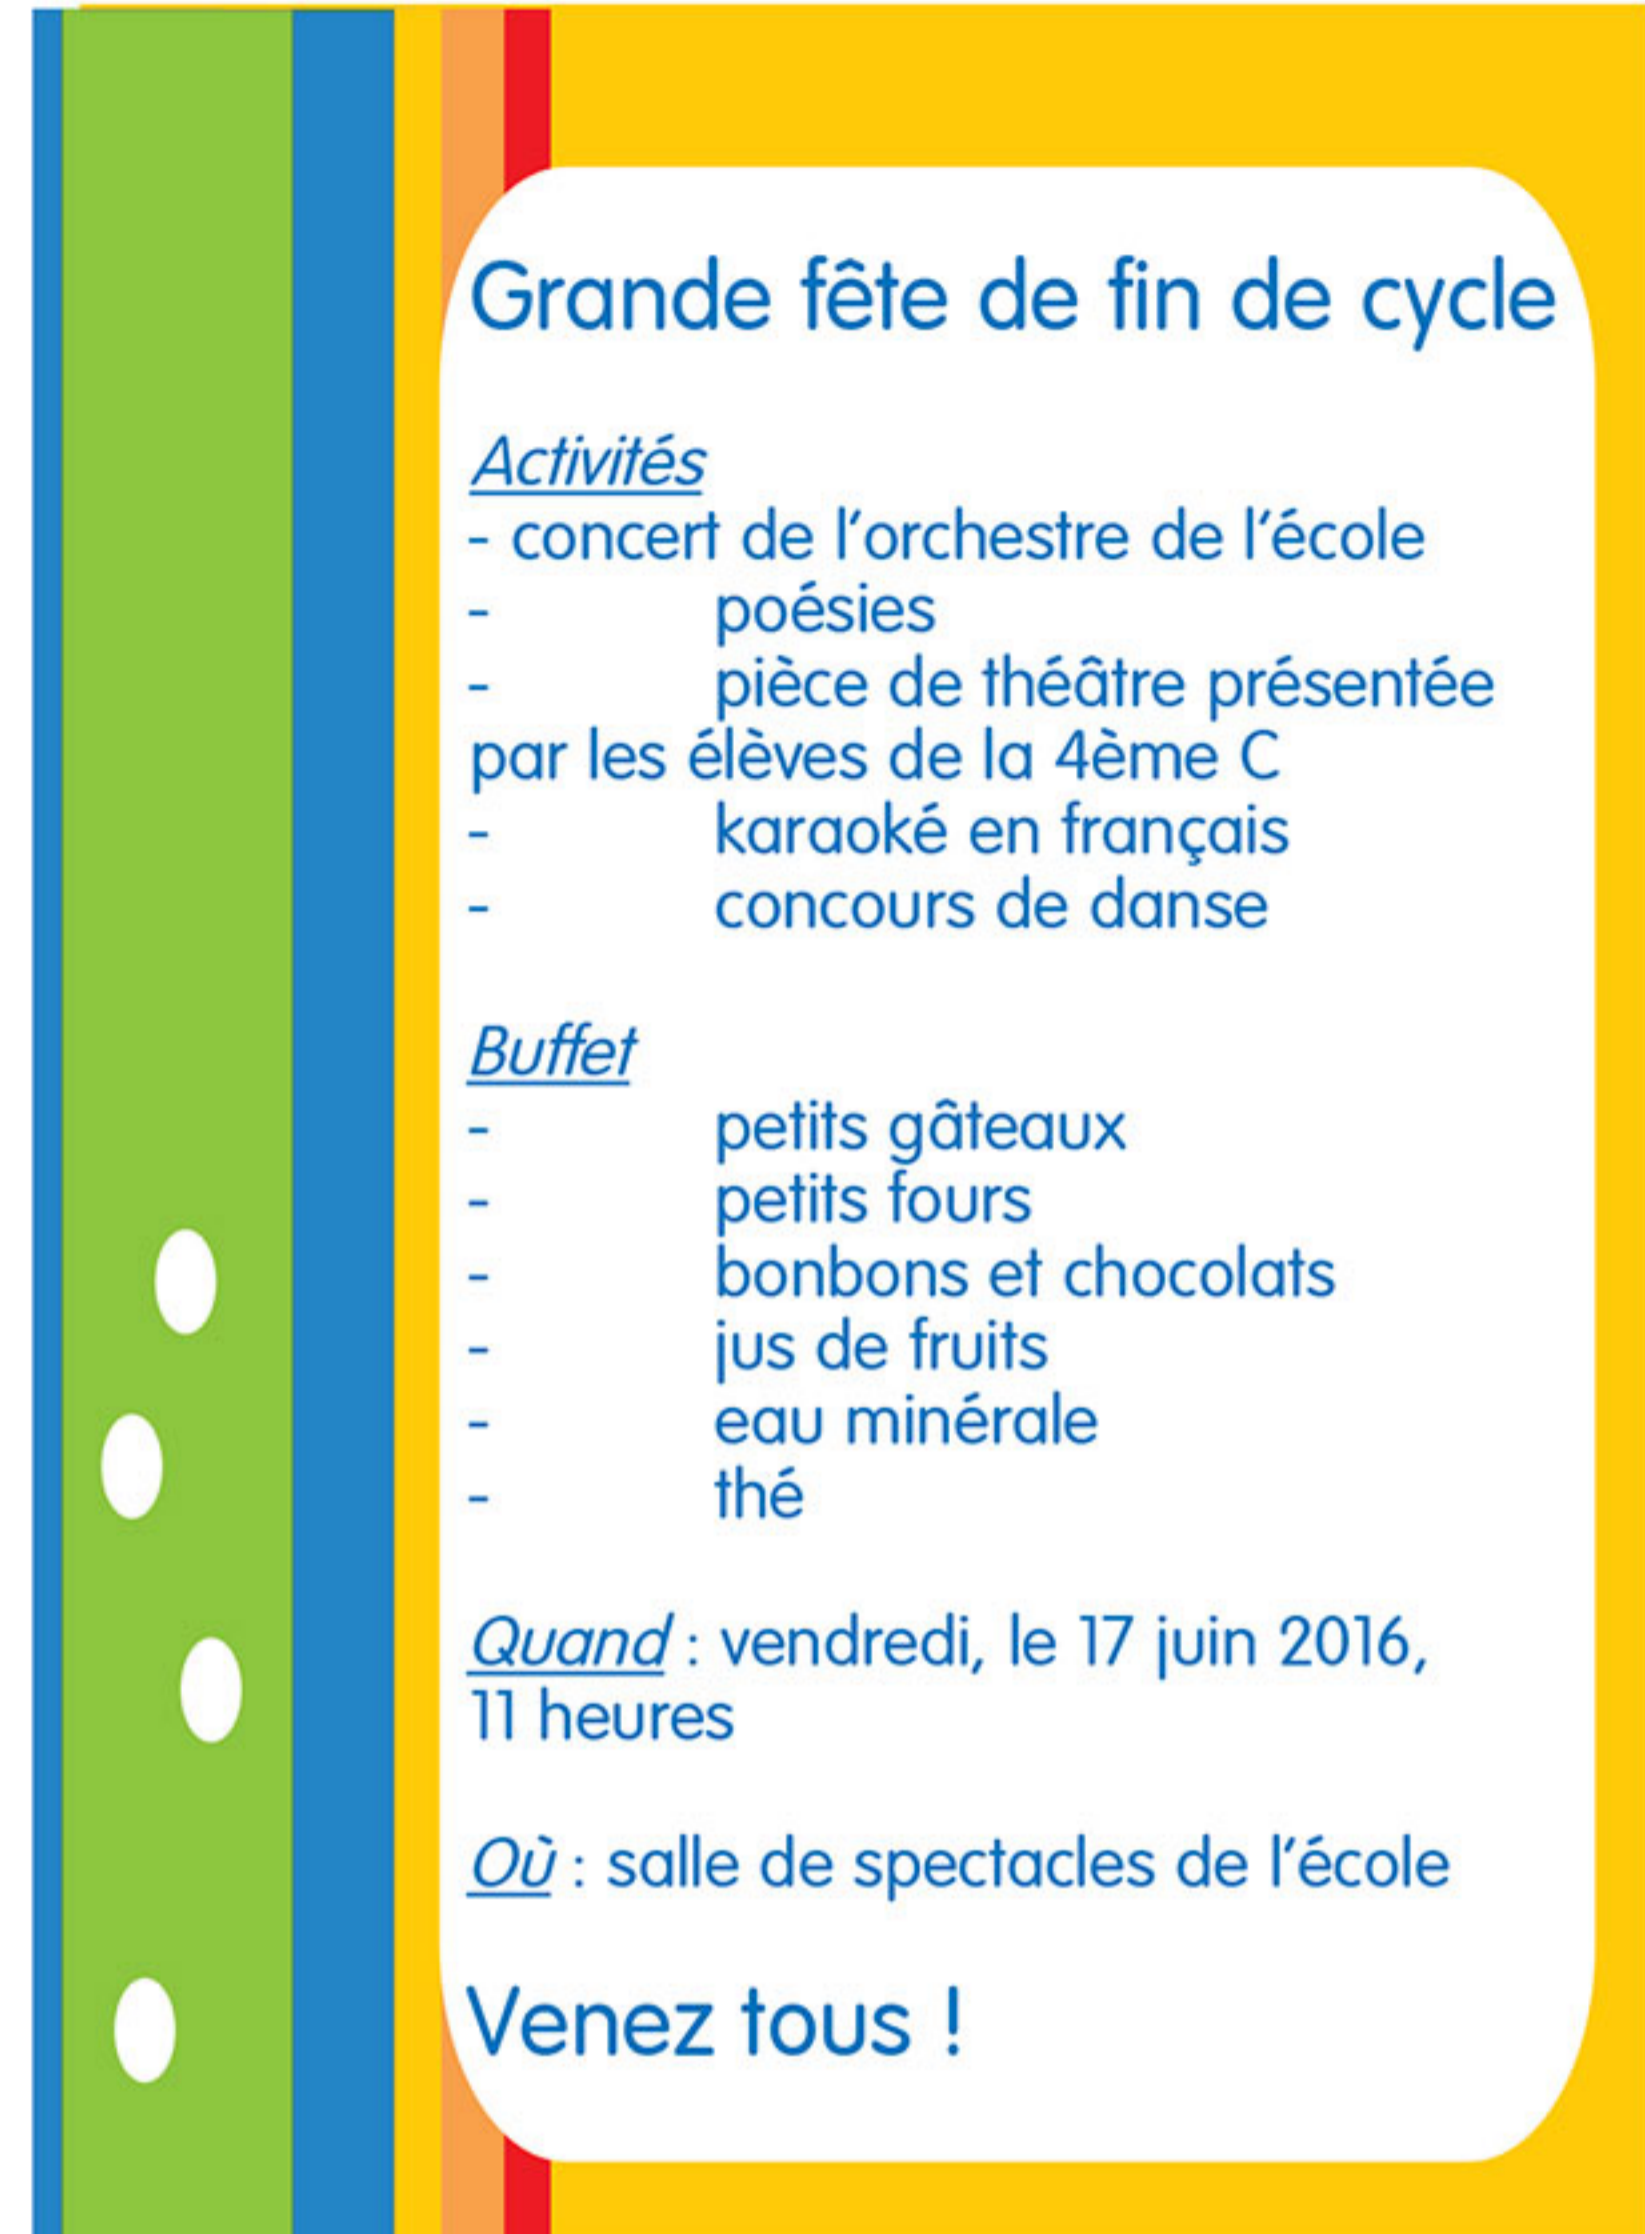 Grande fête de fin de cycle
Activités
- concert de l'orchestre de l'école
- poésies
- pièce de théâtre présentée
par les élèves de la 4ème C
- karaoké en français
- concours de danse
Buffet
- petits gâteaux
- petits fours
- bonbons et chocolats
- jus de fruits
- eau minérale
- thé
Quand : vendredi, le 17 juin 2016,
11 heures
Où : salle de spectacles de l'école
Venez tous !